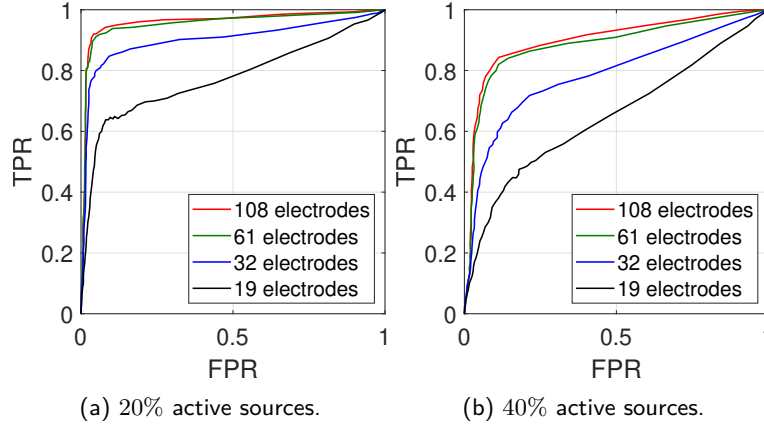 1
0.8
0.6
0.4
0.2
0
TPR
0
0.5
1
FPR
108 electrodes
61 electrodes
32 electrodes
19 electrodes
(a) 20% active sources.
1
0.8
0.6
0.4
0.2
0
TPR
0
0.5
1
FPR
108 electrodes
61 electrodes
32 electrodes
19 electrodes
(b) 40% active sources.